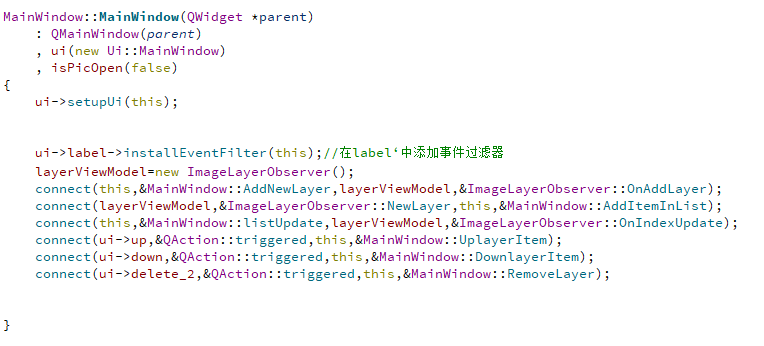 MainWindow::MainWindow(QWidget *parent)
    : QMainWindow(parent)
    , ui(new Ui::MainWindow)
    , isPicOpen(false)
{
    ui->setupUi(this);
    ui->label->installEventFilter(this);//在label‘中添加事件过滤器
    layerViewModel=new ImageLayerObserver();
    connect(this,&MainWindow::AddNewLayer,layerViewModel,&ImageLayerObserver::OnAddLayer);
    connect(layerViewModel,&ImageLayerObserver::NewLayer,this,&MainWindow::AddItemInList);
    connect(this,&MainWindow::listUpdate,layerViewModel,&ImageLayerObserver::OnIndexUpdate);
    connect(ui->up,&QAction::triggered,this,&MainWindow::UplayerItem);
    connect(ui->down,&QAction::triggered,this,&MainWindow::DownlayerItem);
    connect(ui->delete_2,&QAction::triggered,this,&MainWindow::RemoveLayer);
}